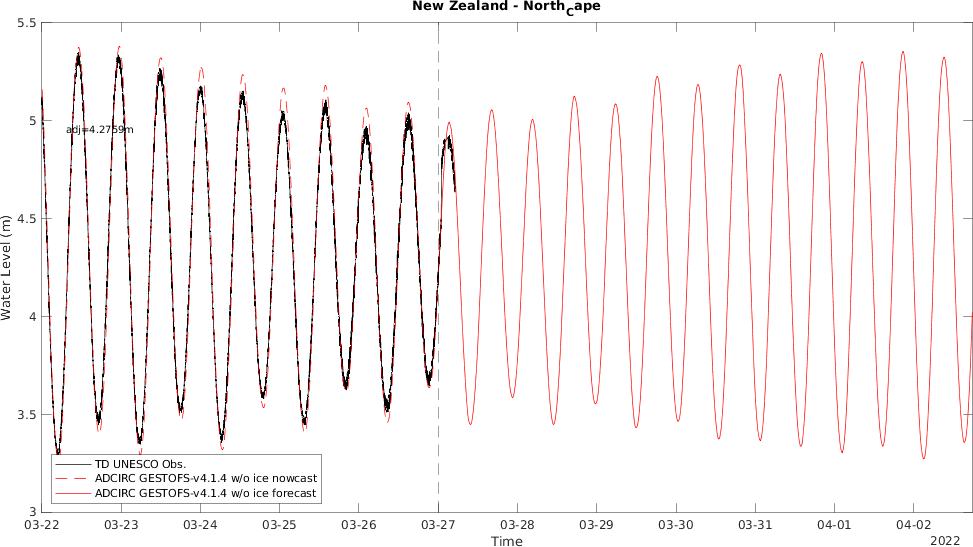 New Zealand - NorthCape
5.5
5
4.5
4
3.5
3
Water Level (m)
adj=4.2759m
TD UNESCO Obs.
ADCIRC GESTOFS-v4.1.4 w/o ice nowcast
ADCIRC GESTOFS-v4.1.4 w/o ice forecast
03-22 03-23 03-24 03-25 03-26 03-27 03-28 03-29 03-30 03-31 04-01 04-02
Time
2022